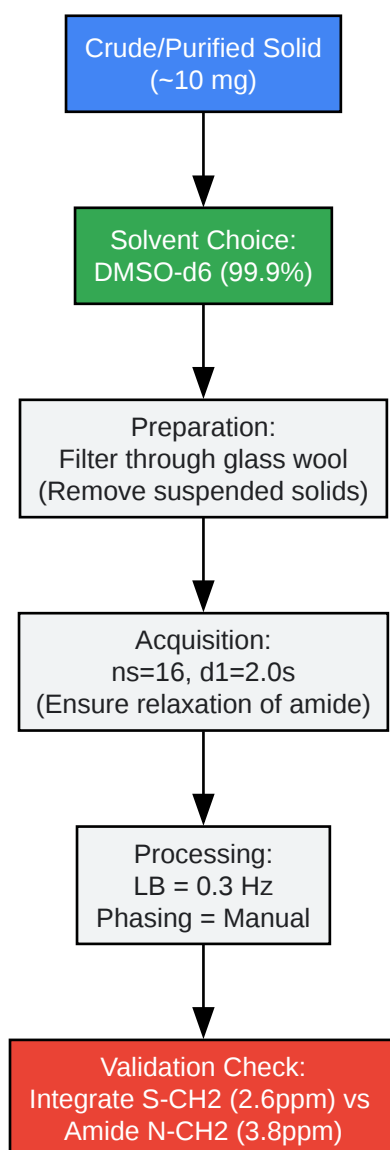 Crude/Purified Solid
(~10 mg)
Solvent Choice:
DMSO-d6 (99.9%)
Preparation:
Filter through glass wool
(Remove suspended solids)
Acquisition:
ns=16, d1=2.0s
(Ensure relaxation of amide)
Processing:
LB = 0.3 Hz
Phasing = Manual
Validation Check:
Integrate S-CH2 (2.6ppm) vs
Amide N-CH2 (3.8ppm)